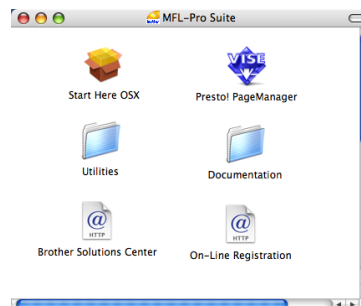 MFL-Pro Suite
VISE
Start Here OSX
Presto! PageManager
Utilities
Documentation
@
HTTP
@
HTTP
Brother Solutions Center
On-Line Registration